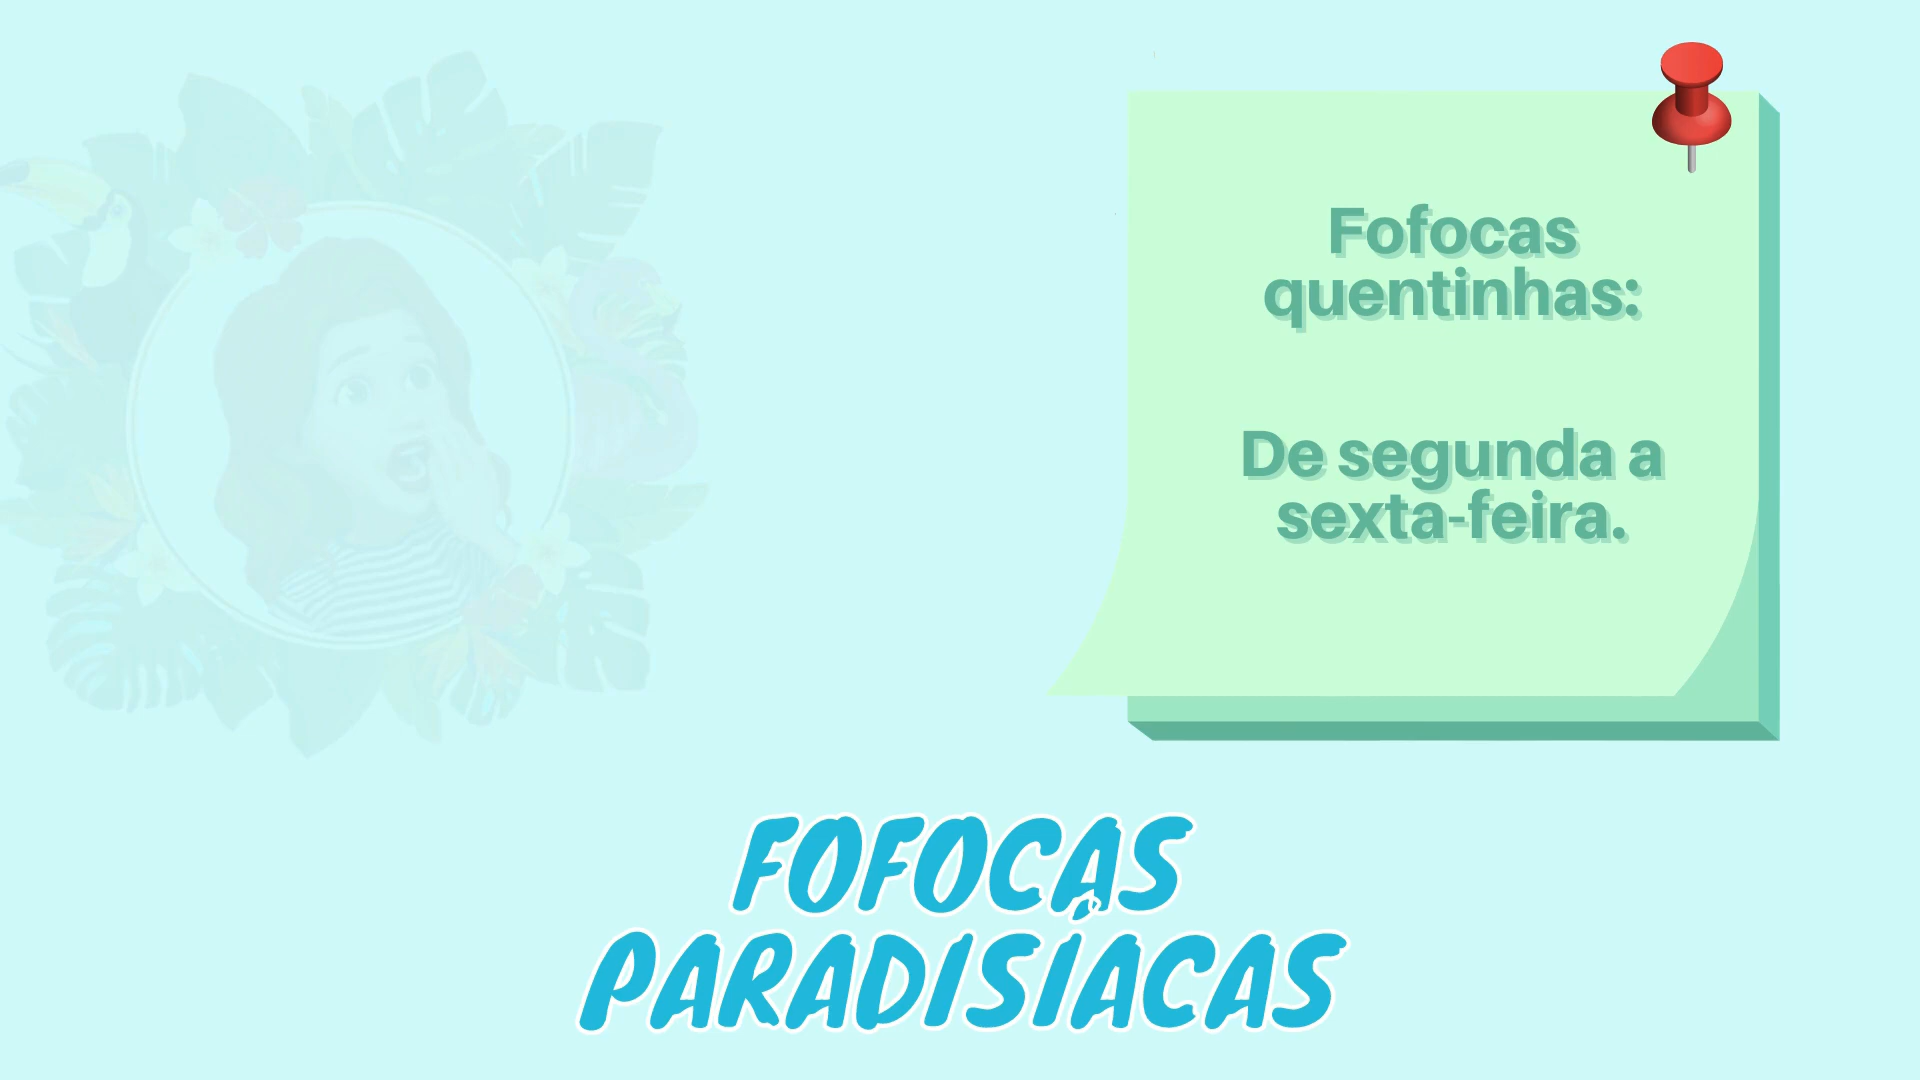 Fofocas
quentinhas:
De segunda a
sexta-feira.
FOFOCAS
PARADISÍACAS